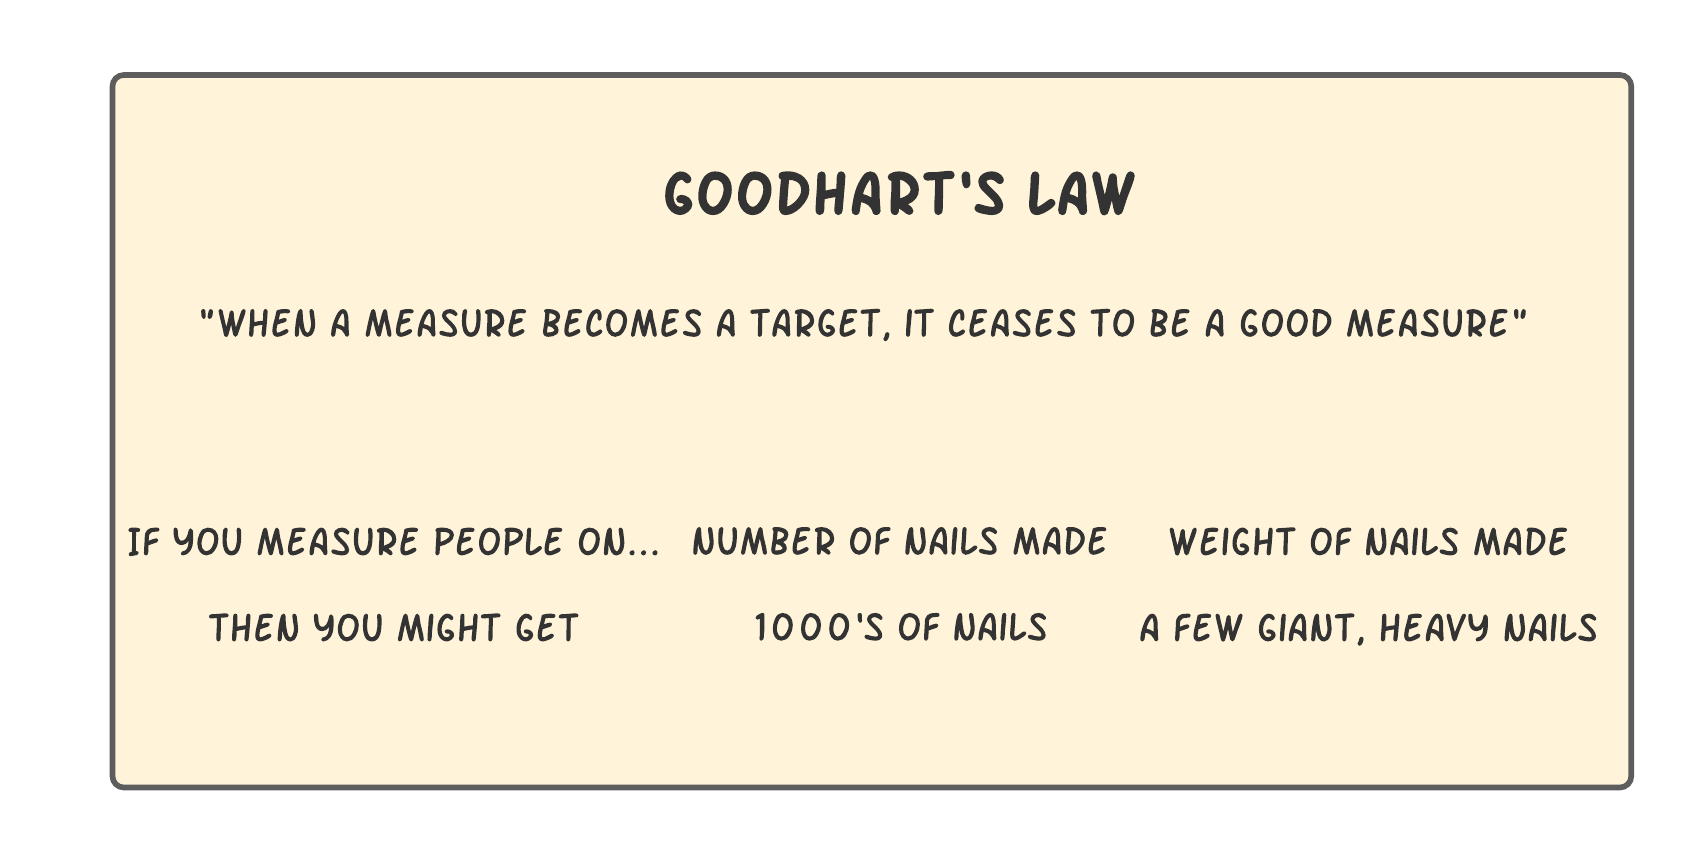 GOODHART'S LAW
"WHEN A MEASURE BECOMES A TARGET, IT CEASES TO BE A GOOD MEASURE"
IF YOU MEASURE PEOPLE ON... NUMBER OF NAILS MADE WEIGHT OF NAILS MADE
THEN YOU MIGHT GET 1000'S OF NAILS A FEW GIANT, HEAVY NAILS